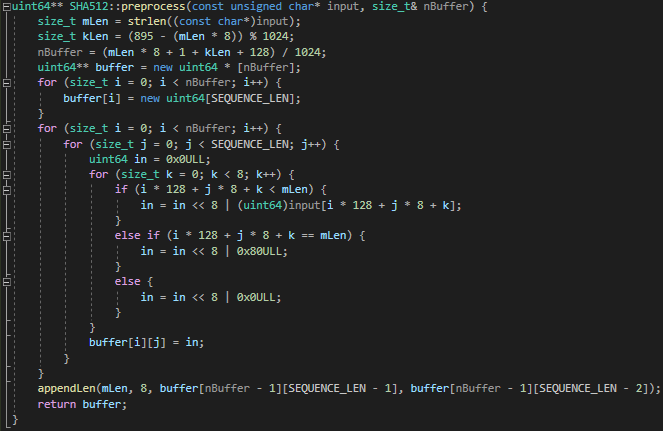 uint64** SHA512::preprocess(const unsigned char* input, size_t& nBuffer) {
    size_t mLen = strlen((const char*)input);
    size_t kLen = (895 - (mLen * 8)) % 1024;
    nBuffer = (mLen * 8 + 1 + kLen + 128) / 1024;
    uint64** buffer = new uint64 * [nBuffer];
    for (size_t i = 0; i < nBuffer; i++) {
        buffer[i] = new uint64[SEQUENCE_LEN];
    }
    for (size_t i = 0; i < nBuffer; i++) {
        for (size_t j = 0; j < SEQUENCE_LEN; j++) {
            uint64 in = 0x0ULL;
            for (size_t k = 0; k < 8; k++) {
                if (i * 128 + j * 8 + k < mLen) {
                    in = in << 8 | (uint64)input[i * 128 + j * 8 + k];
                }
                else if (i * 128 + j * 8 + k == mLen) {
                    in = in << 8 | 0x80ULL;
                }
                else {
                    in = in << 8 | 0x0ULL;
                }
            }
            buffer[i][j] = in;
        }
    }
    appendLen(mLen, 8, buffer[nBuffer - 1][SEQUENCE_LEN - 1], buffer[nBuffer - 1][SEQUENCE_LEN - 2]);
    return buffer;
}